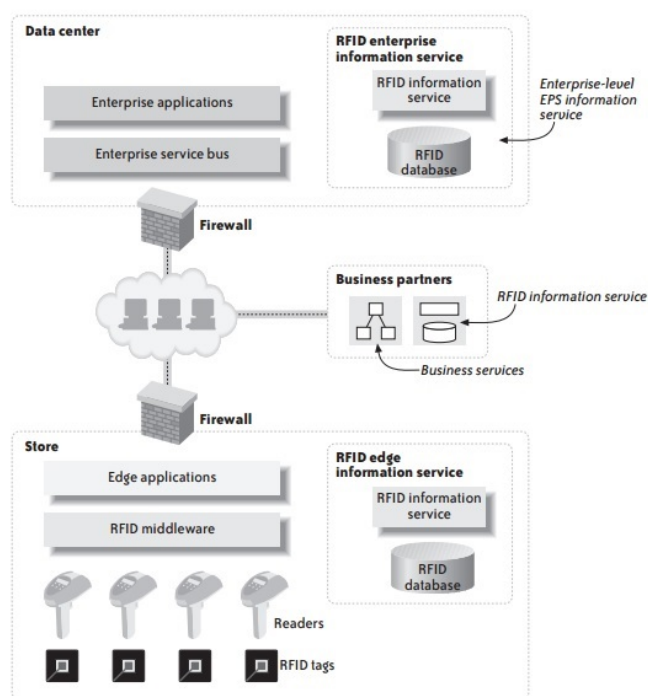 Data center
RFID enterprise
information service
Enterprise applications
RFID information
service
Enterprise-level
EPS information
service
Enterprise service bus
RFID
database
Firewall
Business partners
RFID information service
Business services
Firewall
Store
RFID edge
information service
Edge applications
RFID information
service
RFID middleware
RFID
database
Readers
RFID tags